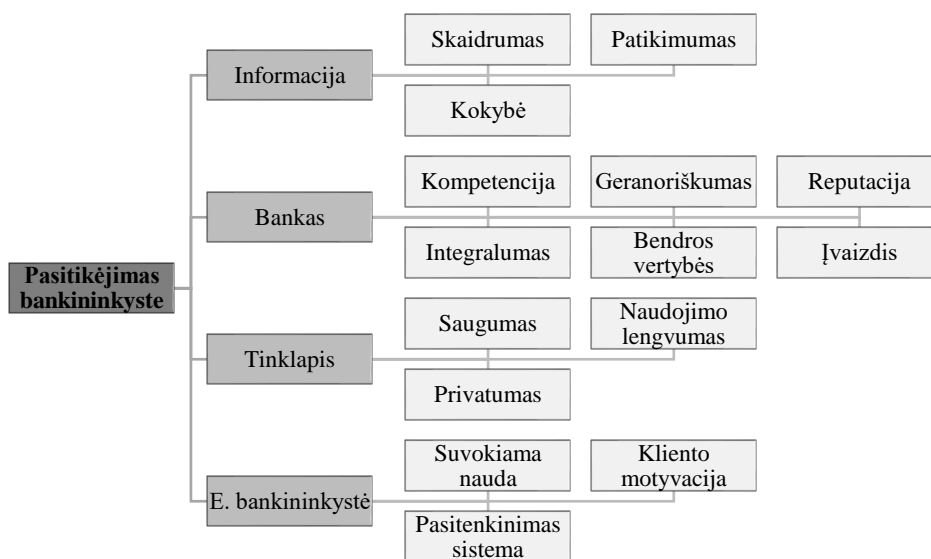 Pasitikėjimas
bankininkyste
Informacija
Skaidrumas
Patikimumas
Kokybė
Bankas
Kompetencija
Geranoriškumas
Reputacija
Integralumas
Bendros
vertybės
Įvaizdis
Tinklapis
Saugumas
Naudojimo
lengvumas
Privatumas
E. bankininkystė
Suvokiama
nauda
Kliento
motyvacija
Pasitenkinimas
sistema